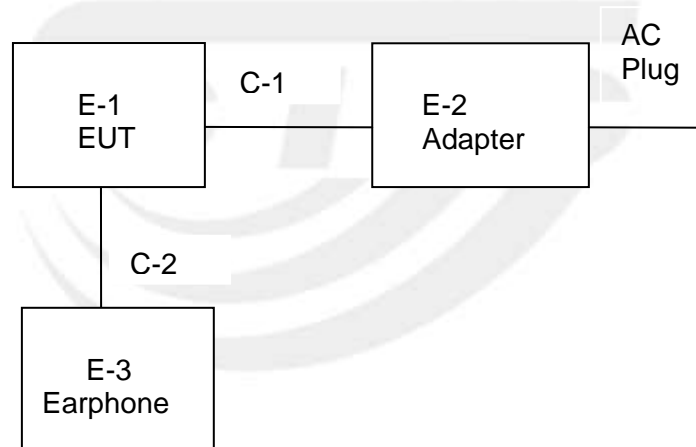 AC
Plug
C-1
E-1
EUT
E-2
Adapter
C-2
E-3
Earphone